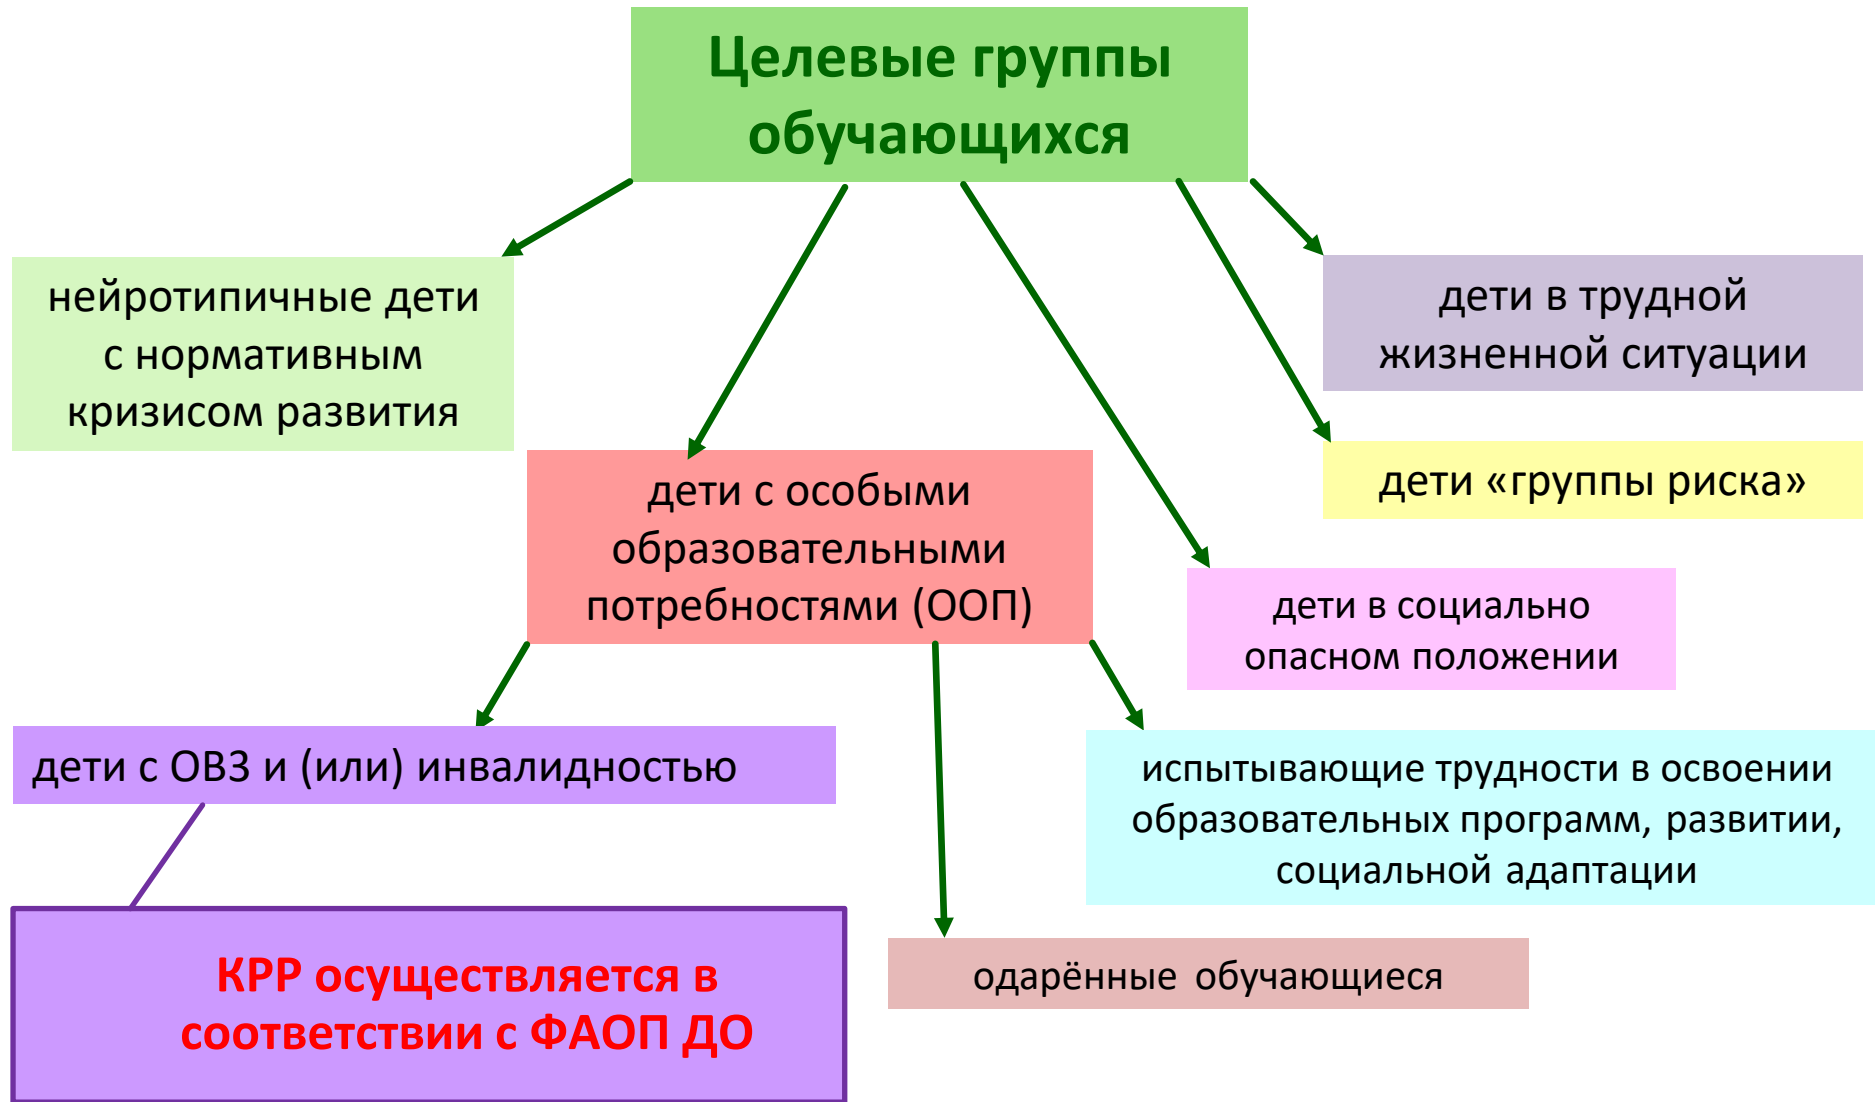 Целевые группы
обучающихся
нейротипичные дети
с нормативным
кризисом развития
дети в трудной
жизненной ситуации
дети «группы риска»
дети с особыми
образовательными
потребностями (ООП)
дети в социально
опасном положении
дети с ОВЗ и (или) инвалидностью
испытывающие трудности в освоении
образовательных программ, развитии,
социальной адаптации
КРР осуществляется в
соответствии с ФАОП ДО
одарённые обучающиеся